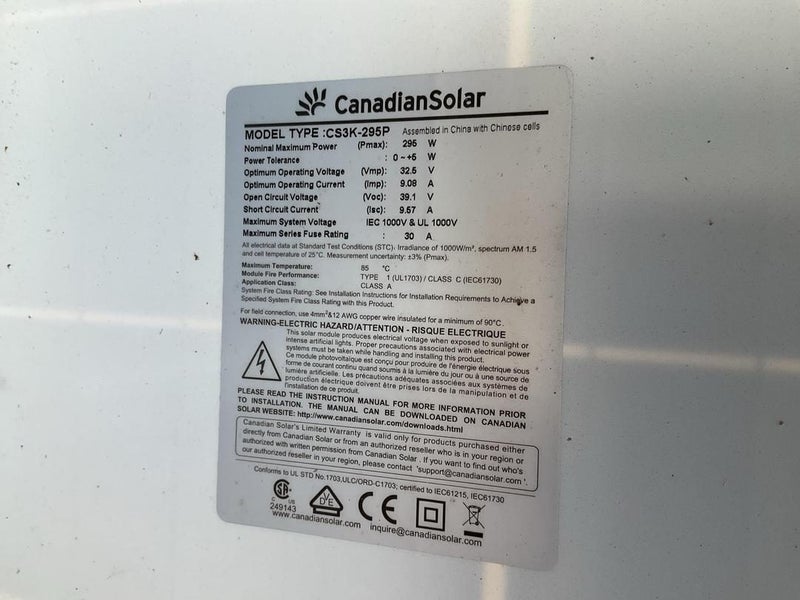 CanadianSolar
MODEL TYPE :CS3K-295P Assembled in China with Chinese cells
Nominal Maximum Power (Pmax): 295 W
Power Tolerance : 0 ~ +5 W
Optimum Operating Voltage (Vmp): 32.5 V
Optimum Operating Current (Imp): 9.08 A
Open Circuit Voltage (Voc): 39.1 V
Short Circuit Current (Isc): 9.57 A
Maximum System Voltage IEC 1000V & UL 1000V
Maximum Series Fuse Rating : 30 A
All electrical data at Standard Test Conditions (STC). Irradiance of 1000W/m², spectrum AM 1.5
and cell temperature of 25°C. Measurement uncertainty: ±3% (Pmax).
Maximum Temperature: 85 °C
Module Fire Performance: TYPE 1 (UL1703) / CLASS C (IEC61730)
Application Class: CLASS A
System Fire Class Rating: See Installation Instructions for Installation Requirements to Achieve a
Specified System Fire Class Rating with this Product.
For field connection, use 4mm²&12 AWG copper wire insulated for a minimum of 90°C.
WARNING-ELECTRIC HAZARD/ATTENTION - RISQUE ELECTRIQUE
This solar module produces electrical voltage when exposed to sunlight or
intense artificial lights. Proper precautions associated with electrical power
systems must be taken while handling and installing this product.
Ce module photovoltaïque est conçu pour produire de l'énergie électrique sous
forme de courant continu quand soumis à la lumière du jour ou à une source de
lumière artificielle. Les précautions adéquates associées aux systèmes de
production électrique doivent être prises lors de la manipulation et de
l'installation de ce produit.
PLEASE READ THE INSTRUCTION MANUAL FOR MORE INFORMATION PRIOR
TO INSTALLATION. THE MANUAL CAN BE DOWNLOADED ON CANADIAN
SOLAR WEBSITE: http://www.canadiansolar.com/downloads.html
Canadian Solar's Limited Warranty is valid only for products purchased either
directly from Canadian Solar or from an authorized reseller who is in your region or
authorized with written permission from Canadian Solar. If you want to find out who's
our authorized reseller in your region, please contact 'support@canadiansolar.com '.
Conforms to UL STD No.1703,ULC/ORD-C1703; certified to IEC61215, IEC61730
C US
249143
VDE
CE
www.canadiansolar.com inquire@canadiansolar.com